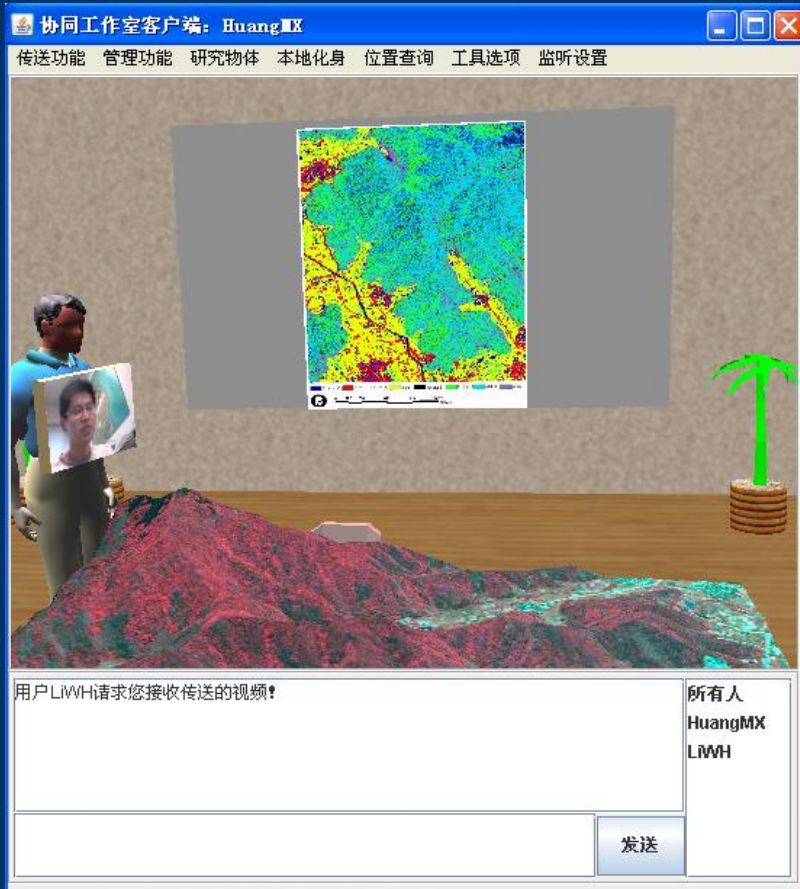 协同工作室客户端：HuangMX
传送功能 管理功能 研究物体 本地化身 位置查询 工具选项 监听设置
用户LiWH请求您接收传送的视频！
所有人
HuangMX
LiWH
发送